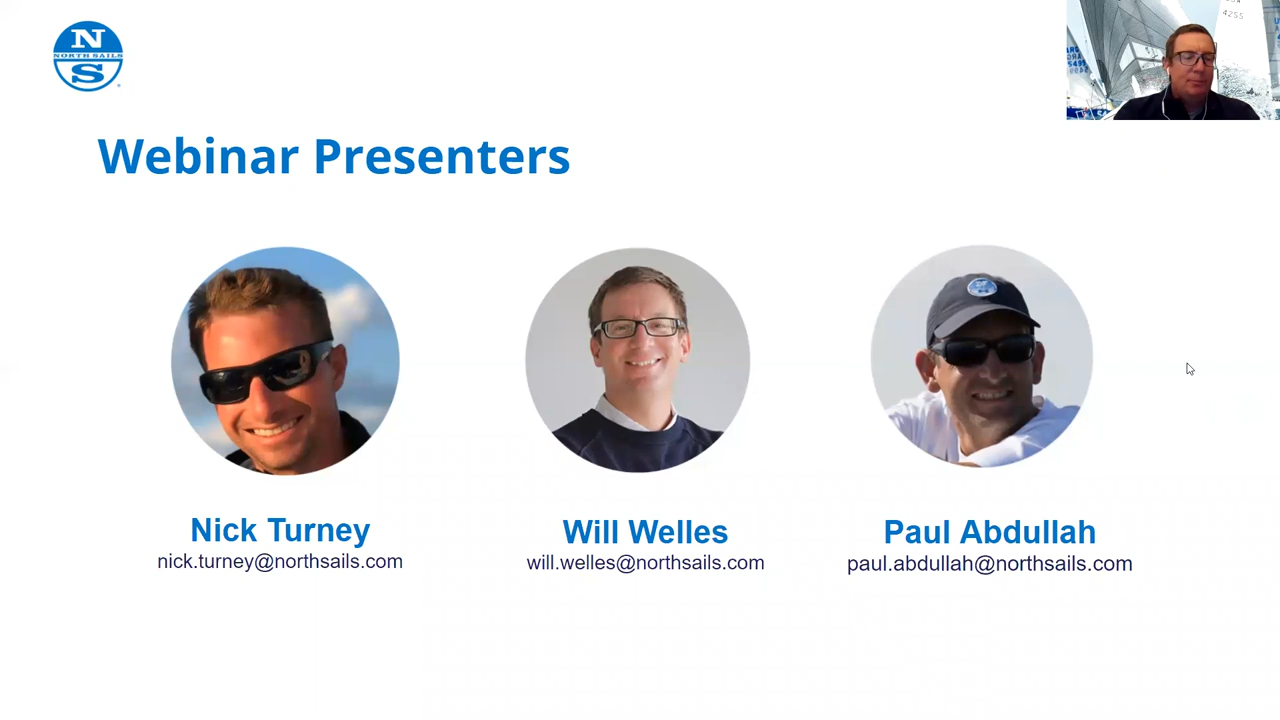 N
NORTH SAILS
S
4255
Webinar Presenters
Nick Turney
nick.turney@northsails.com
Will Welles
will.welles@northsails.com
Paul Abdullah
paul.abdullah@northsails.com